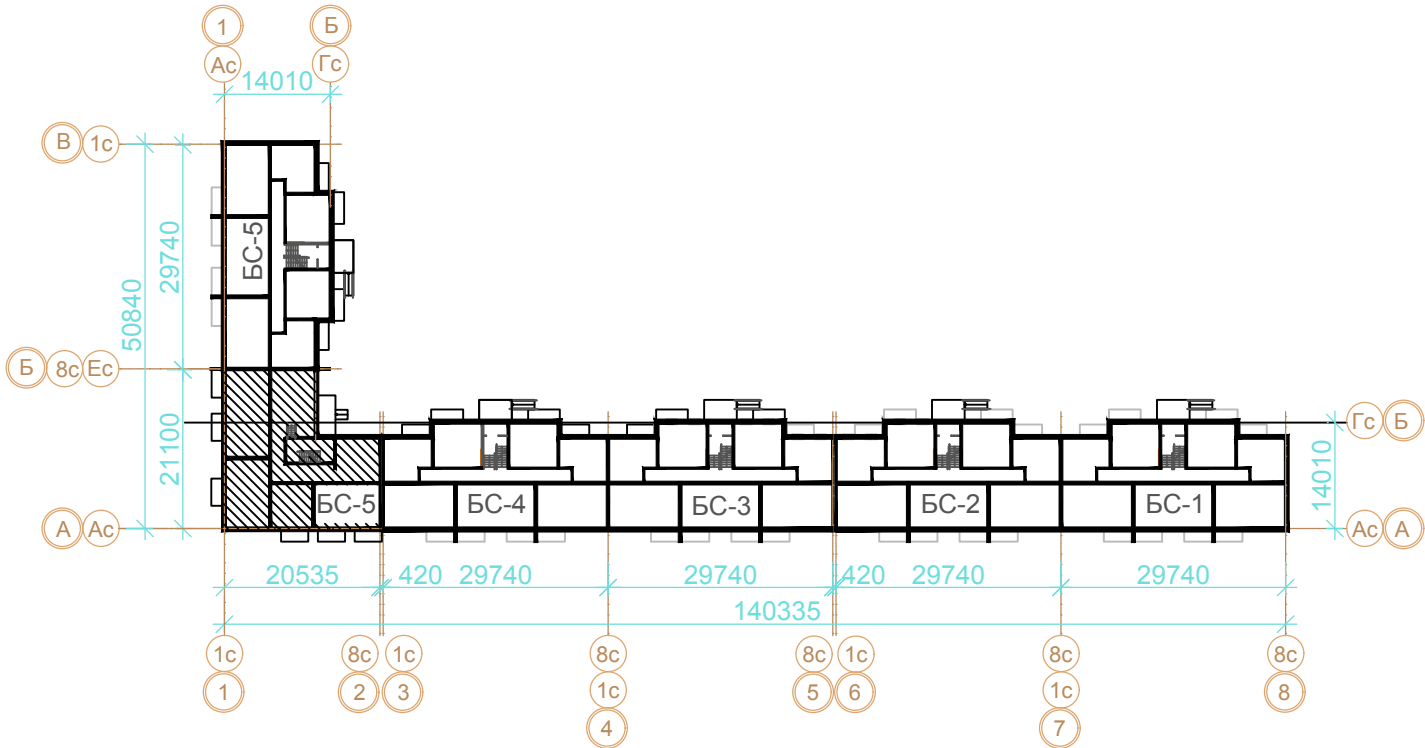 1 Б
Ас Гс
14010
В 1с
БС-5
29740
50840
Б 8с Ес
21100
Гс Б
14010
БС-5 БС-4 БС-3 БС-2 БС-1
А Ас
Ас А
20535 420 29740 29740 420 29740 29740
140335
1с 8с 1с 8с 8с 1с 8с 8с
1 2 3 1с 5 6 1с 8
4 7